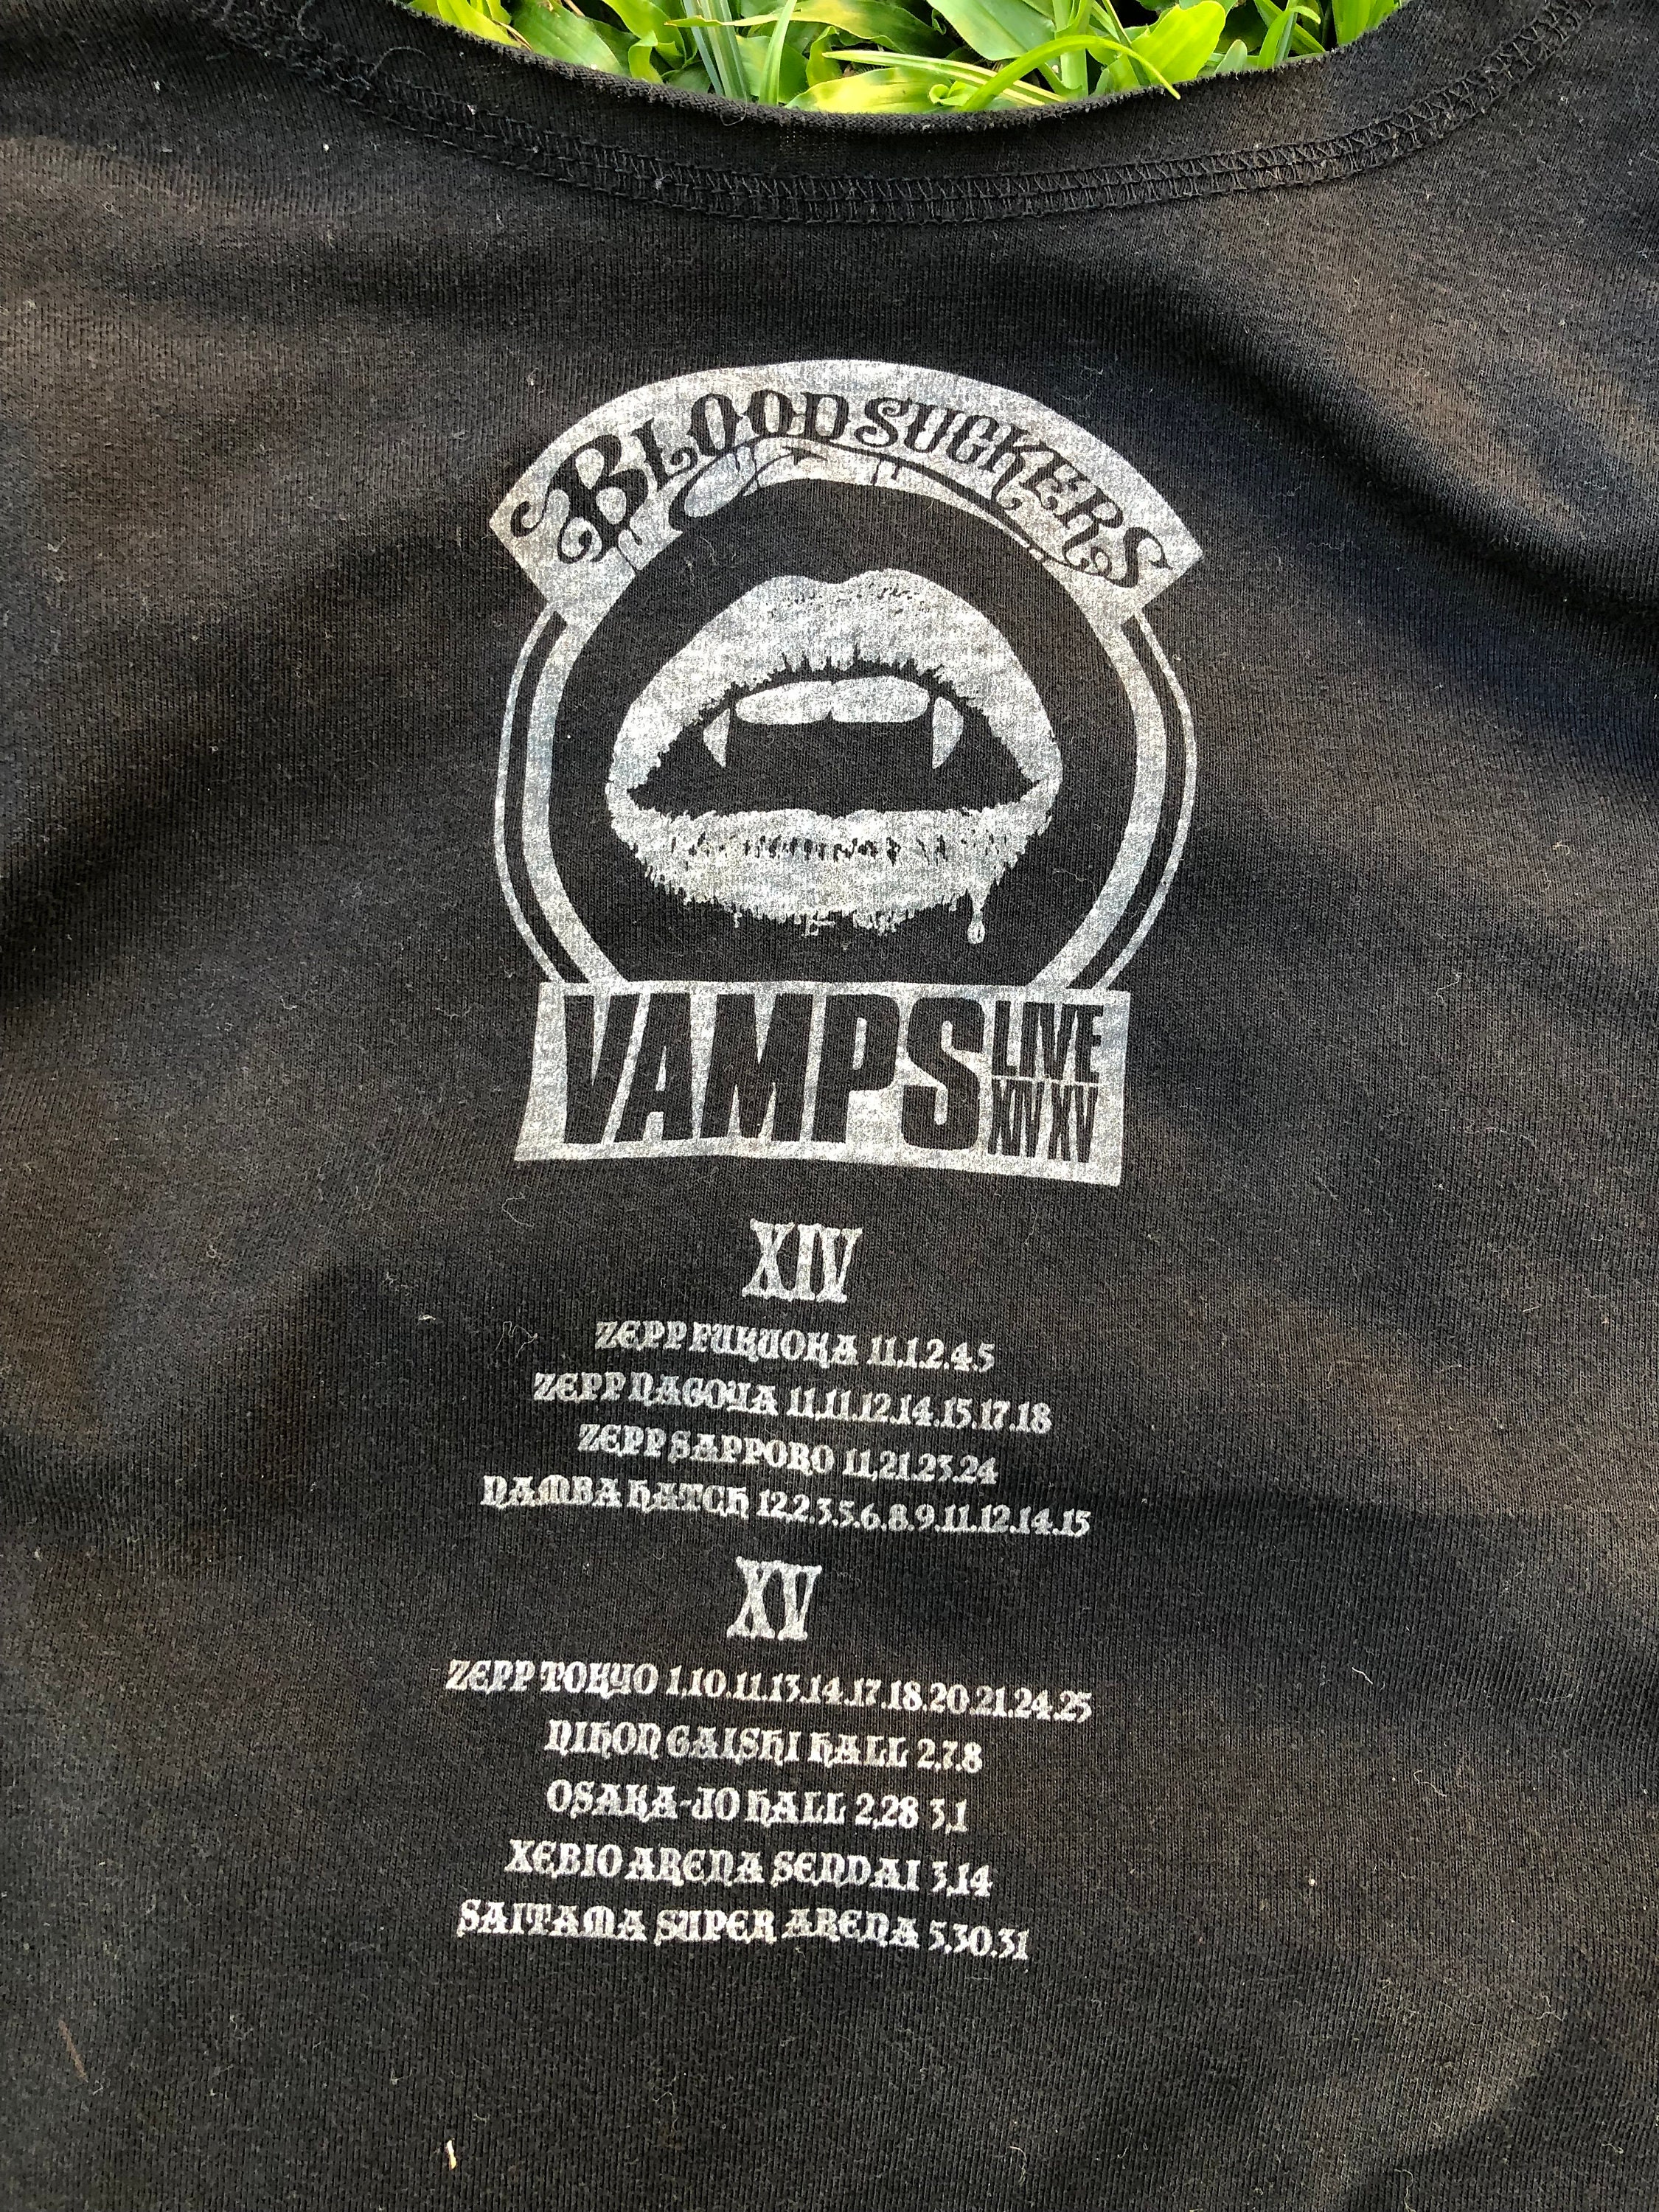 BLOODSUCKERS
VAMPS LIVE XIV XV
XIV
ZEPP FUKUOKA 11.1.2.4.5
ZEPP NAGOYA 11.11.12.14.15.17.18
ZEPP SAPPORO 11.21.23.24
NAMBA HATCH 12.2.3.5.6.8.9.11.12.14.15
XV
ZEPP TOKYO 1.10.11.13.14.17.18.20.21.24.25
NIHON GAISHI HALL 2.7.8
OSAKA-JO HALL 2.28 3.1
XEBIO ARENA SENDAI 3.14
SAITAMA SUPER ARENA 3.30.31